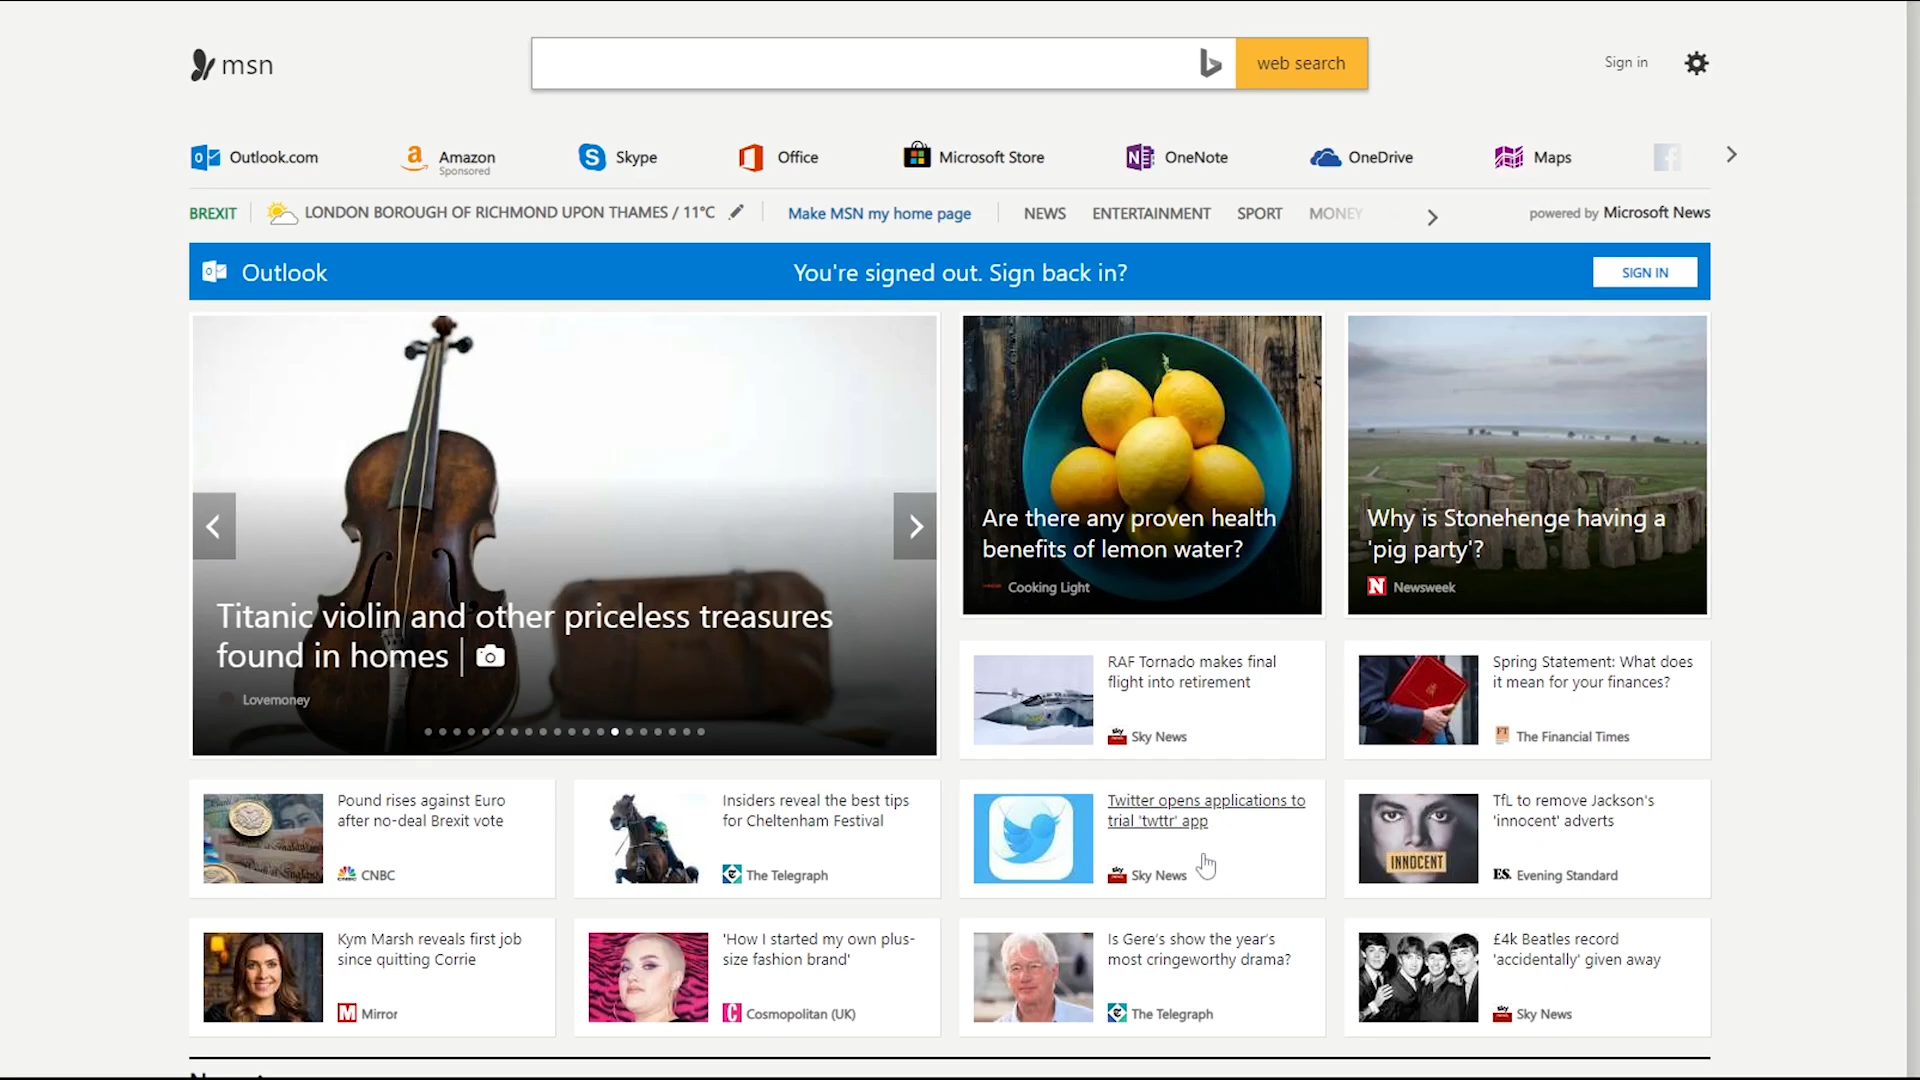 msn
web search
Sign in
Outlook.com
Amazon
Sponsored
Skype
Office
Microsoft Store
OneNote
OneDrive
Maps
BREXIT
LONDON BOROUGH OF RICHMOND UPON THAMES / 11°C
Make MSN my home page
NEWS
ENTERTAINMENT
SPORT
MONEY
powered by Microsoft News
Outlook
You're signed out. Sign back in?
SIGN IN
Titanic violin and other priceless treasures
found in homes
Lovemoney
Are there any proven health
benefits of lemon water?
Cooking Light
Why is Stonehenge having a
'pig party'?
Newsweek
RAF Tornado makes final
flight into retirement
Sky News
Spring Statement: What does
it mean for your finances?
The Financial Times
Pound rises against Euro
after no-deal Brexit vote
CNBC
Insiders reveal the best tips
for Cheltenham Festival
The Telegraph
Twitter opens applications to
trial 'twttr' app
Sky News
INNOCENT
TfL to remove Jackson's
'innocent' adverts
ES. Evening Standard
Kym Marsh reveals first job
since quitting Corrie
Mirror
'How I started my own plus-
size fashion brand'
Cosmopolitan (UK)
Is Gere's show the year's
most cringeworthy drama?
The Telegraph
£4k Beatles record
'accidentally' given away
Sky News